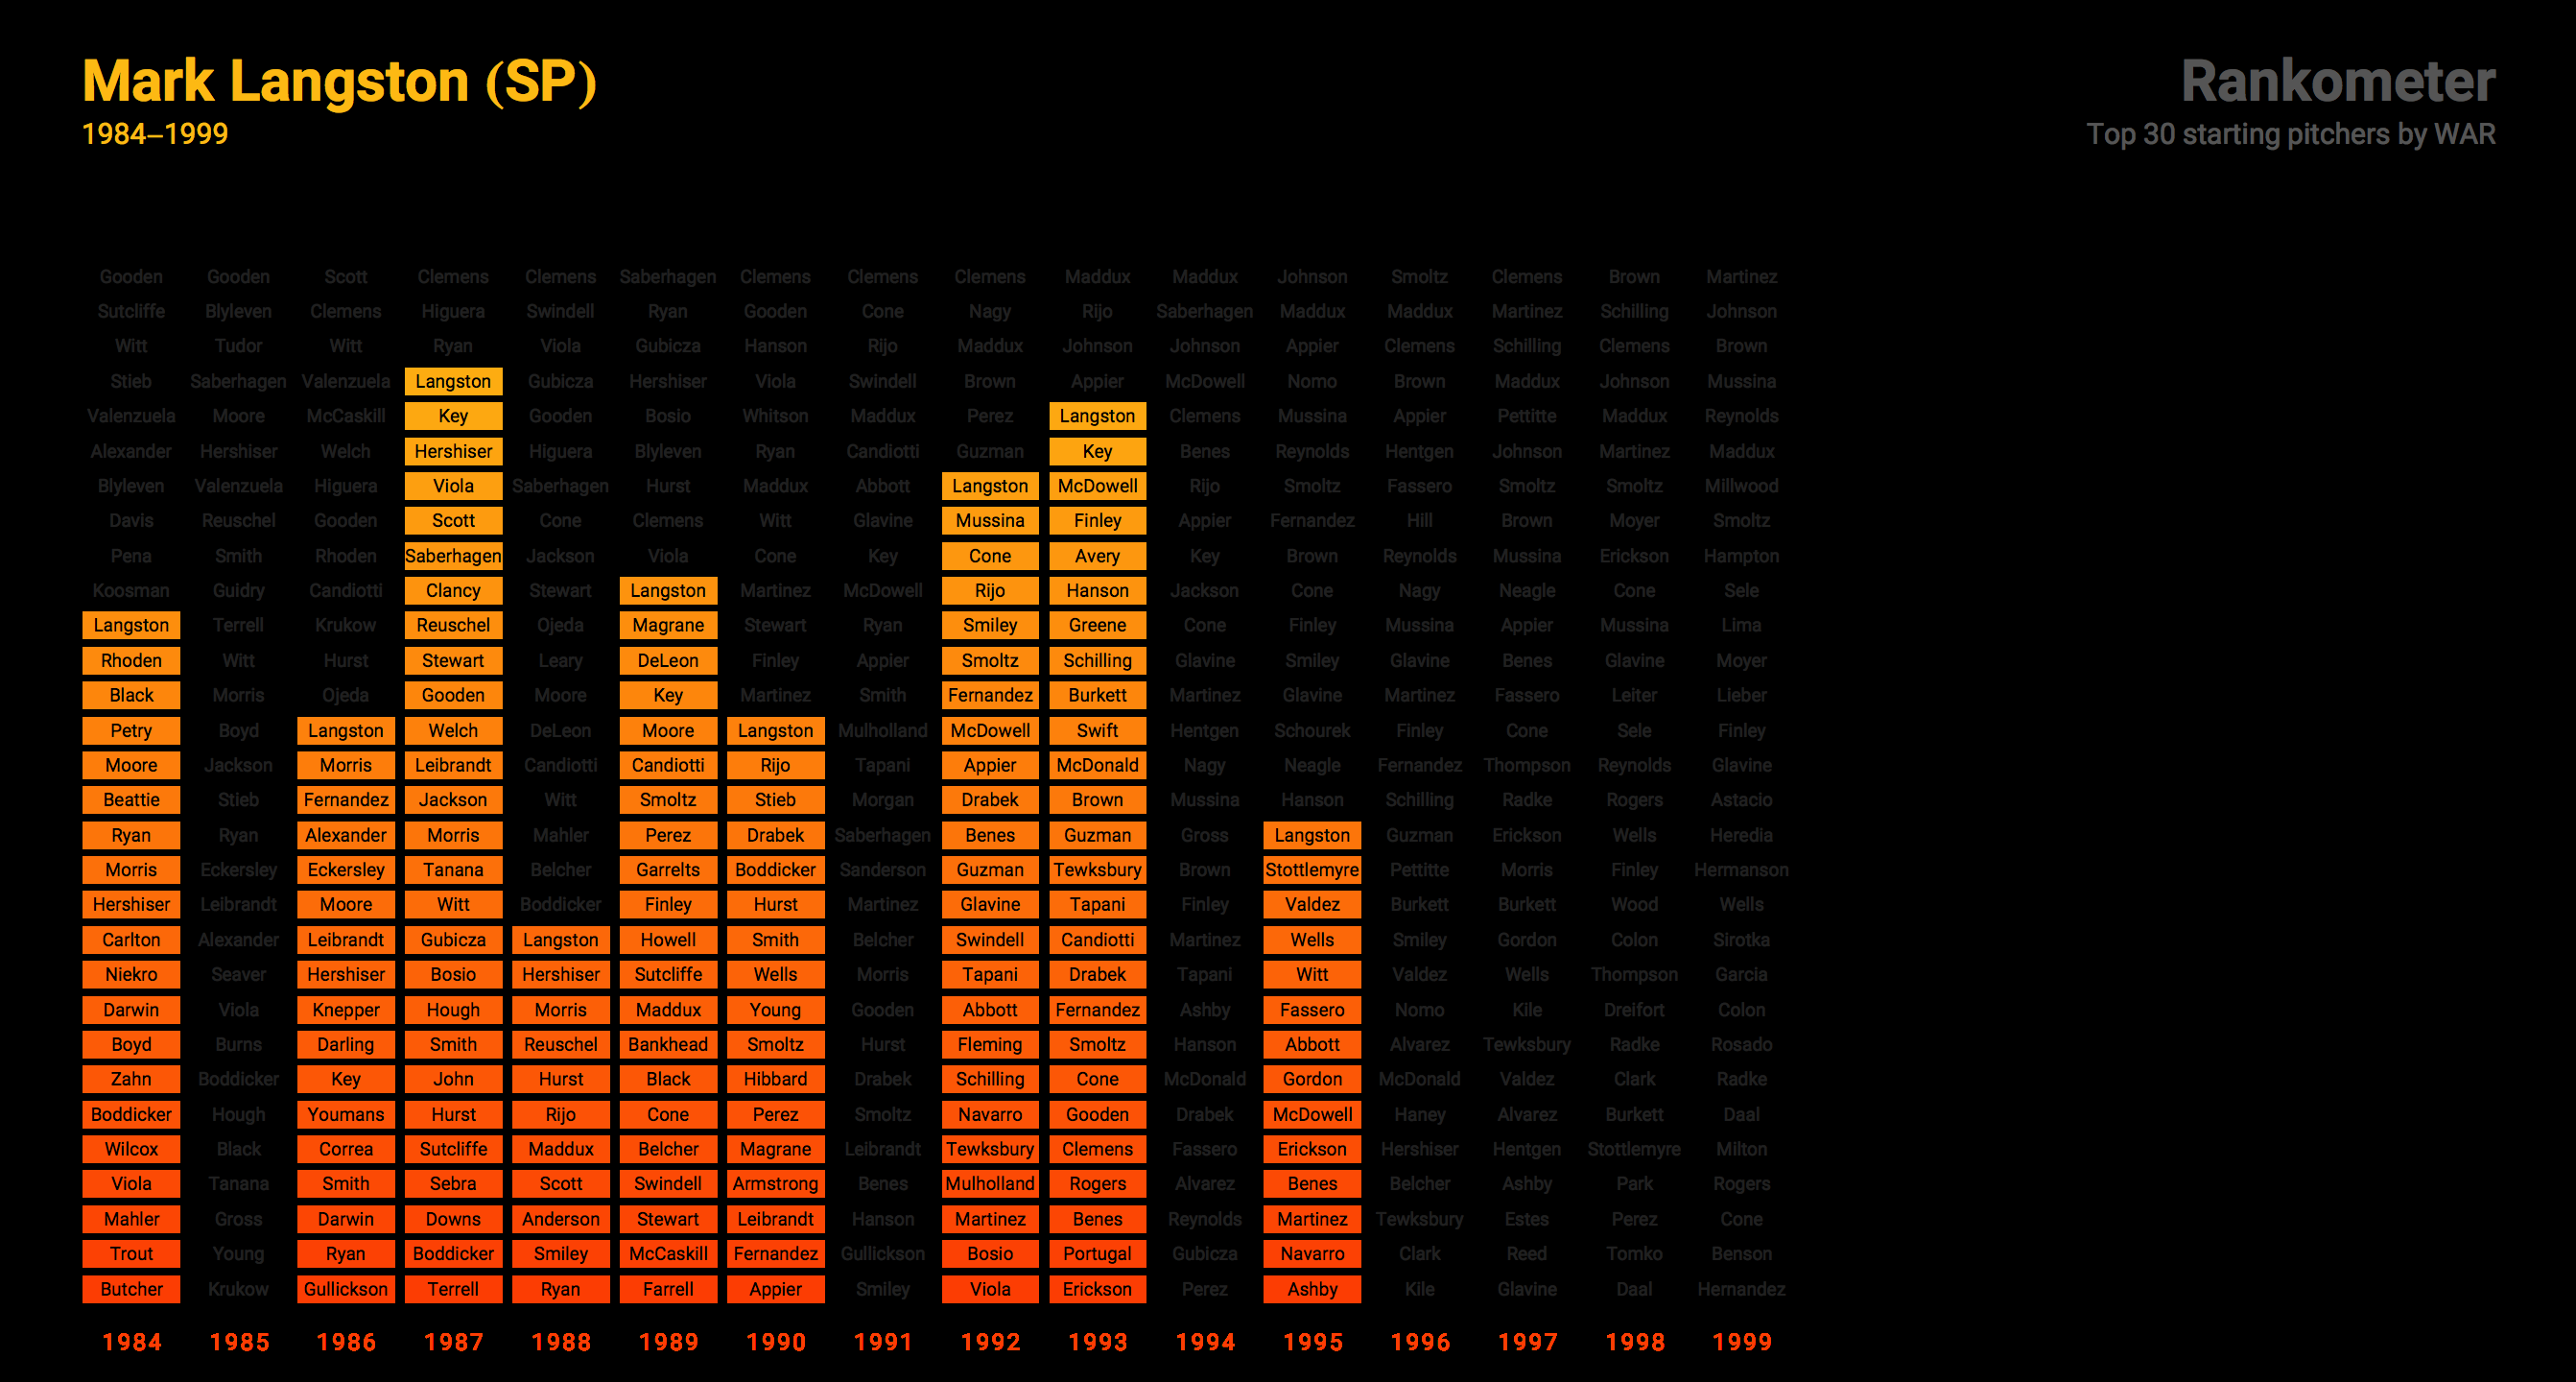 Mark Langston (SP)
1984–1999
Rankometer
Top 30 starting pitchers by WAR
Gooden Gooden Scott Clemens Clemens Saberhagen Clemens Clemens Clemens Maddux Maddux Johnson Smoltz Clemens Brown Martinez
Sutcliffe Blyleven Clemens Higuera Swindell Ryan Gooden Cone Nagy Rijo Saberhagen Maddux Maddux Martinez Schilling Johnson
Witt Tudor Witt Ryan Viola Gubicza Hanson Rijo Maddux Johnson Johnson Appier Clemens Schilling Clemens Brown
Stieb Saberhagen Valenzuela Langston Gubicza Hershiser Viola Swindell Brown Appier McDowell Nomo Brown Maddux Johnson Mussina
Valenzuela Moore McCaskill Key Gooden Bosio Whitson Maddux Perez Langston Clemens Mussina Appier Pettitte Maddux Reynolds
Alexander Hershiser Welch Hershiser Higuera Blyleven Ryan Candiotti Guzman Key Benes Reynolds Hentgen Johnson Martinez Maddux
Blyleven Valenzuela Higuera Viola Saberhagen Hurst Maddux Abbott Langston McDowell Rijo Smoltz Fassero Smoltz Smoltz Millwood
Davis Reuschel Gooden Scott Cone Clemens Witt Glavine Mussina Finley Appier Fernandez Hill Brown Moyer Smoltz
Pena Smith Rhoden Saberhagen Jackson Viola Cone Key Cone Avery Key Brown Reynolds Mussina Erickson Hampton
Koosman Guidry Candiotti Clancy Stewart Langston Martinez McDowell Rijo Hanson Jackson Cone Nagy Neagle Cone Sele
Langston Terrell Krukow Reuschel Ojeda Magrane Stewart Ryan Smiley Greene Cone Finley Mussina Appier Mussina Lima
Rhoden Witt Hurst Stewart Leary DeLeon Finley Appier Smoltz Schilling Glavine Smiley Glavine Benes Glavine Moyer
Black Morris Ojeda Gooden Moore Key Martinez Smith Fernandez Burkett Martinez Glavine Martinez Fassero Leiter Lieber
Petry Boyd Langston Welch DeLeon Moore Langston Mulholland McDowell Swift Hentgen Schourek Finley Cone Sele Finley
Moore Jackson Morris Leibrandt Candiotti Candiotti Rijo Tapani Appier McDonald Nagy Neagle Fernandez Thompson Reynolds Glavine
Beattie Stieb Fernandez Jackson Witt Smoltz Stieb Morgan Drabek Brown Mussina Hanson Schilling Radke Rogers Astacio
Ryan Ryan Alexander Morris Mahler Perez Drabek Saberhagen Benes Guzman Gross Langston Guzman Erickson Wells Heredia
Morris Eckersley Eckersley Tanana Belcher Garrelts Boddicker Sanderson Guzman Tewksbury Brown Stottlemyre Pettitte Morris Finley Hermanson
Hershiser Leibrandt Moore Witt Boddicker Finley Hurst Martinez Glavine Tapani Finley Valdez Burkett Burkett Wood Wells
Carlton Alexander Leibrandt Gubicza Langston Howell Smith Belcher Swindell Candiotti Martinez Wells Smiley Gordon Colon Sirotka
Niekro Seaver Hershiser Bosio Hershiser Sutcliffe Wells Morris Tapani Drabek Tapani Witt Valdez Wells Thompson Garcia
Darwin Viola Knepper Hough Morris Maddux Young Gooden Abbott Fernandez Ashby Fassero Nomo Kile Dreifort Colon
Boyd Burns Darling Smith Reuschel Bankhead Smoltz Hurst Fleming Smoltz Hanson Abbott Alvarez Tewksbury Radke Rosado
Zahn Boddicker Key John Hurst Black Hibbard Drabek Schilling Cone McDonald Gordon McDonald Valdez Clark Radke
Boddicker Hough Youmans Hurst Rijo Cone Perez Smoltz Navarro Gooden Drabek McDowell Haney Alvarez Burkett Daal
Wilcox Black Correa Sutcliffe Maddux Belcher Magrane Leibrandt Tewksbury Clemens Fassero Erickson Hershiser Hentgen Stottlemyre Milton
Viola Tanana Smith Sebra Scott Swindell Armstrong Benes Mulholland Rogers Alvarez Benes Belcher Ashby Park Rogers
Mahler Gross Darwin Downs Anderson Stewart Leibrandt Hanson Martinez Benes Reynolds Martinez Tewksbury Estes Perez Cone
Trout Young Ryan Boddicker Smiley McCaskill Fernandez Gullickson Bosio Portugal Gubicza Navarro Clark Reed Tomko Benson
Butcher Krukow Gullickson Terrell Ryan Farrell Appier Smiley Viola Erickson Perez Ashby Kile Glavine Daal Hernandez
1984 1985 1986 1987 1988 1989 1990 1991 1992 1993 1994 1995 1996 1997 1998 1999